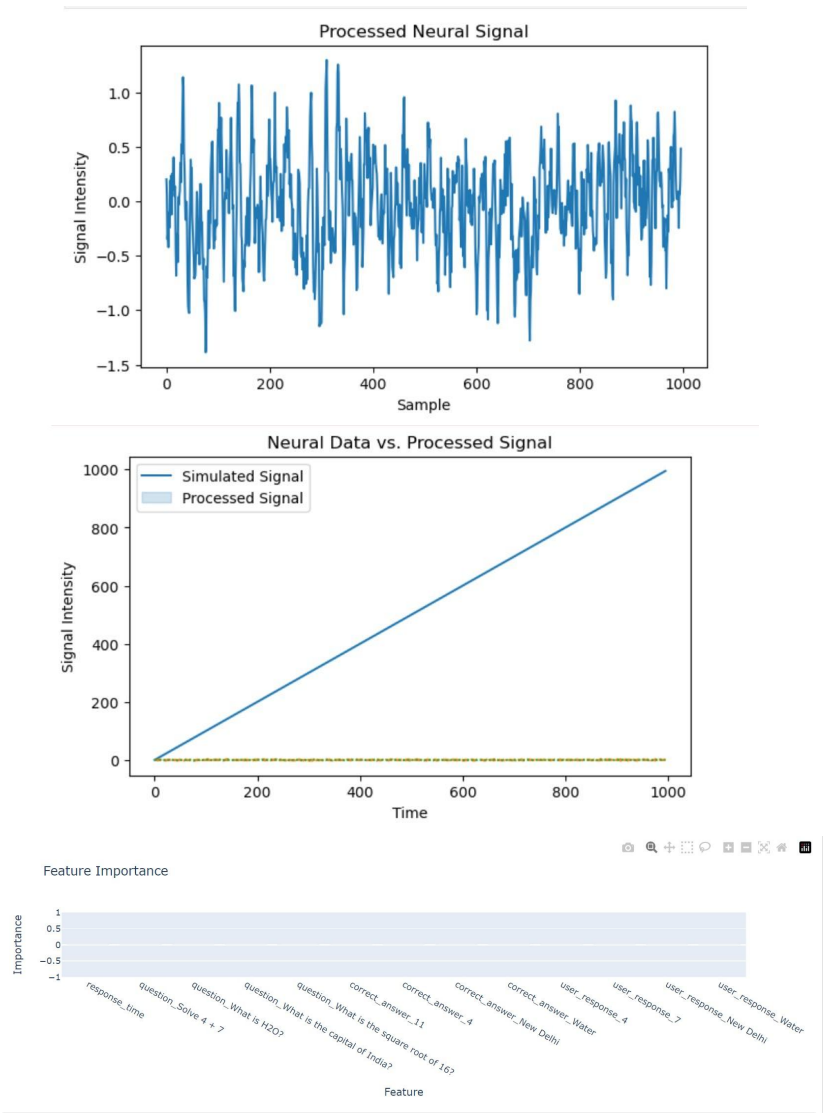 Processed Neural Signal
1.0
0.5
0.0
−0.5
−1.0
−1.5
Signal Intensity
0 200 400 600 800 1000
Sample
Neural Data vs. Processed Signal
Simulated Signal
Processed Signal
1000
800
600
400
200
0
Signal Intensity
0 200 400 600 800 1000
Time
Feature Importance
1
0.5
0
−0.5
−1
Importance
response_time
question_Solve 4 + 7
question_What is H2O?
question_What is the capital of India?
question_What is the square root of 16?
correct_answer_11
correct_answer_4
correct_answer_New Delhi
correct_answer_Water
user_response_4
user_response_7
user_response_New Delhi
user_response_Water
Feature